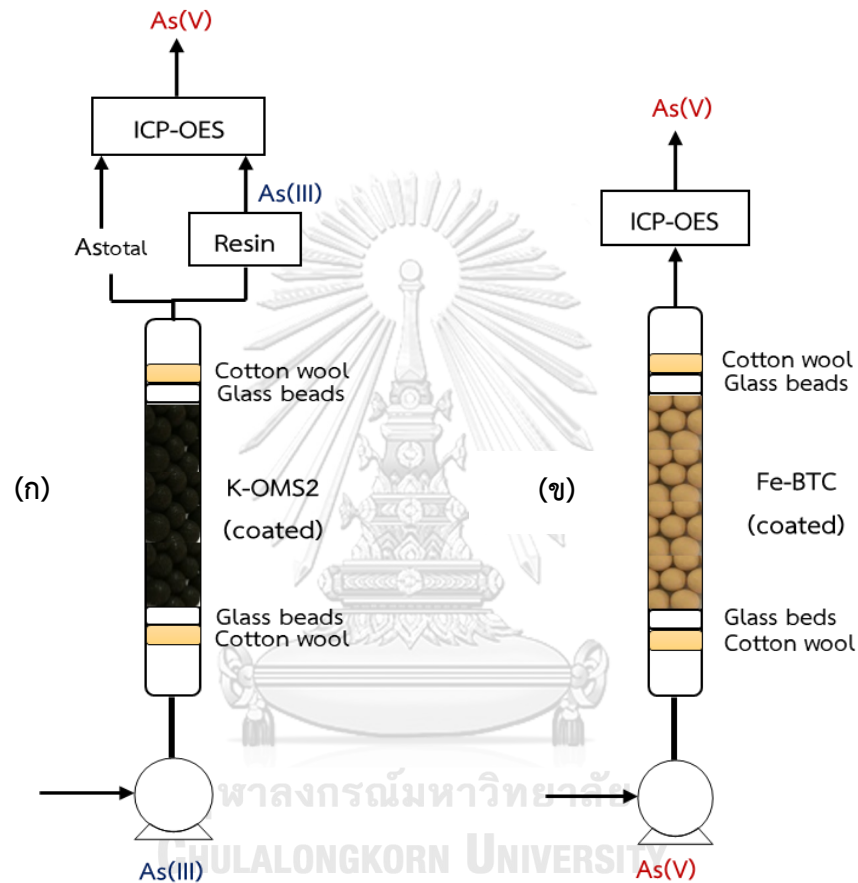 As(V)
ICP-OES
As(III)
Astotal
Resin
Cotton wool
Glass beads
(ก)
K-OMS2
(coated)
Glass beads
Cotton wool
As(III)
As(V)
ICP-OES
Cotton wool
Glass beads
(ข)
Fe-BTC
(coated)
Glass beds
Cotton wool
As(V)
จุฬาลงกรณ์มหาวิทยาลัย
CHULALONGKORN UNIVERSITY